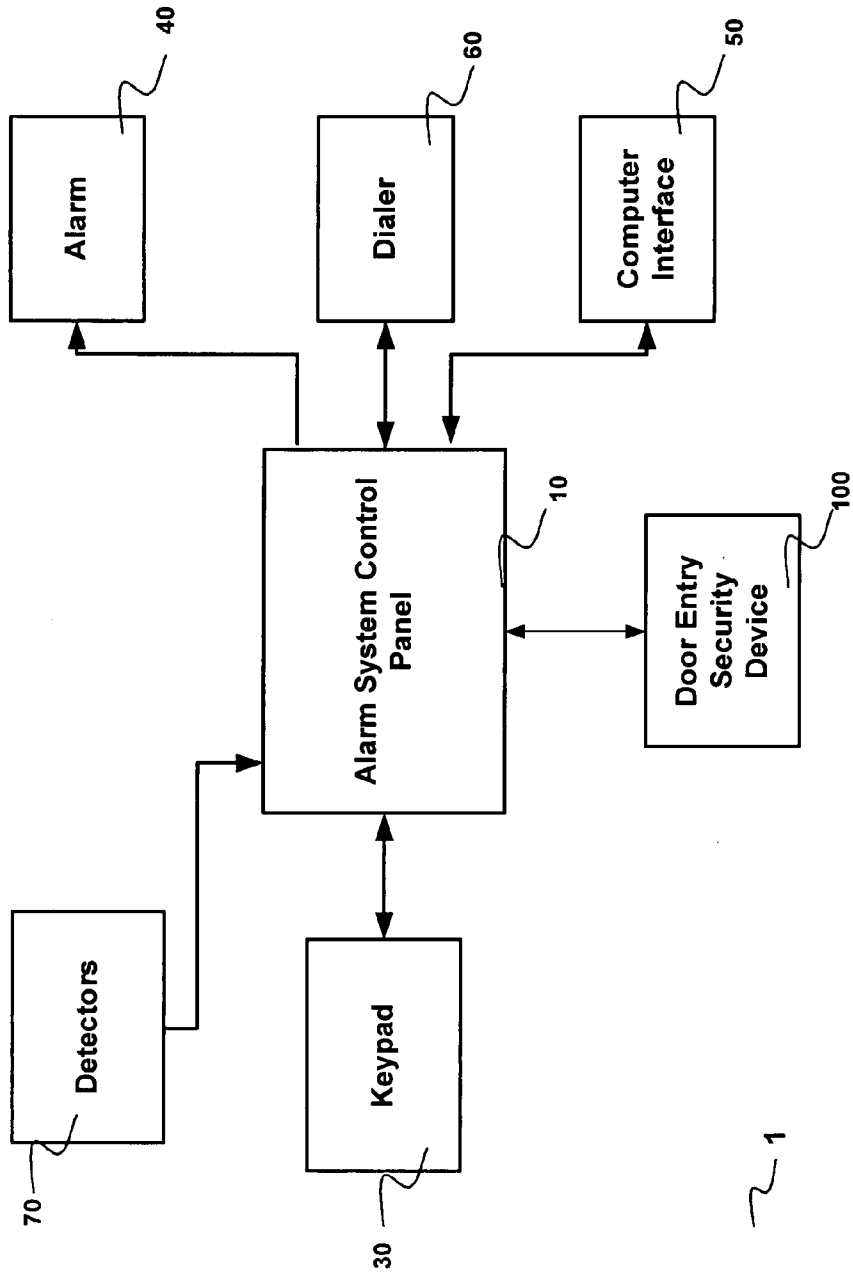 70
Detectors
Alarm
40
30
Keypad
Alarm System Control
Panel
10
Dialer
60
Door Entry
Security
Device
100
Computer
Interface
50
1